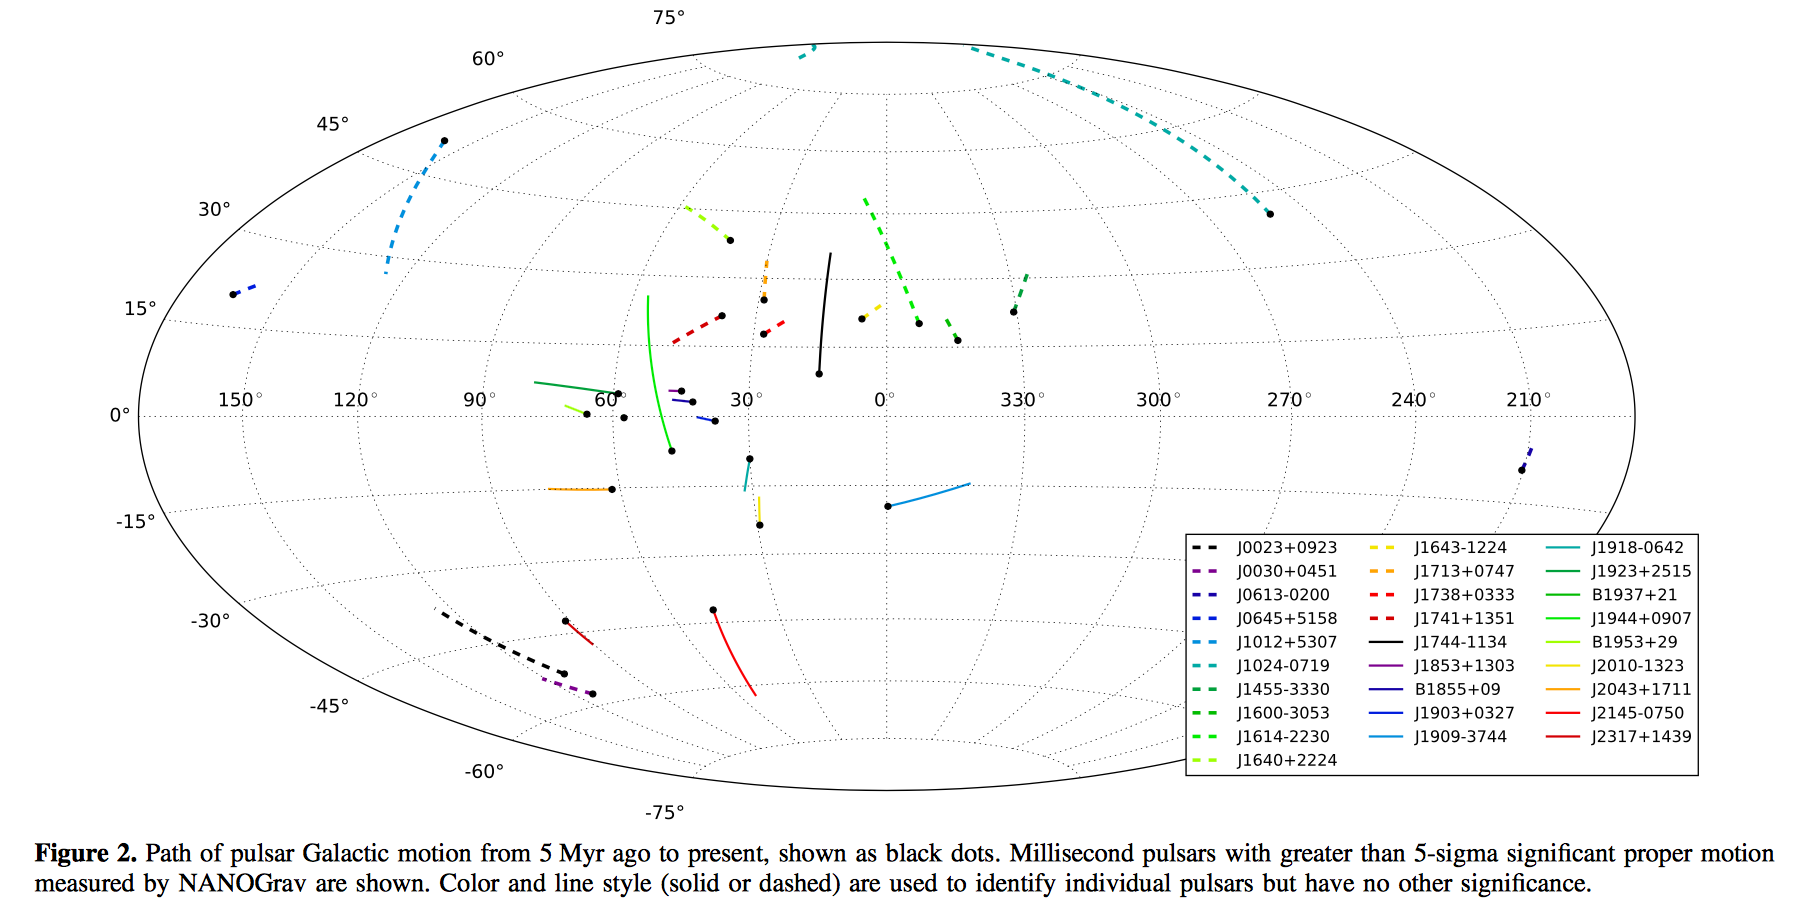 75°
60°
45°
30°
15°
150° 120° 90° 60° 30° 0° 330° 300° 270° 240° 210°
0°
-15°
-30°
-45°
-60°
-75°
J0023+0923 J1643-1224 J1918-0642
J0030+0451 J1713+0747 J1923+2515
J0613-0200 J1738+0333 B1937+21
J0645+5158 J1741+1351 J1944+0907
J1012+5307 J1744-1134 B1953+29
J1024-0719 J1853+1303 J2010-1323
J1455-3330 B1855+09 J2043+1711
J1600-3053 J1903+0327 J2145-0750
J1614-2230 J1909-3744 J2317+1439
J1640+2224
Figure 2. Path of pulsar Galactic motion from 5 Myr ago to present, shown as black dots. Millisecond pulsars with greater than 5-sigma significant proper motion
measured by NANOGrav are shown. Color and line style (solid or dashed) are used to identify individual pulsars but have no other significance.